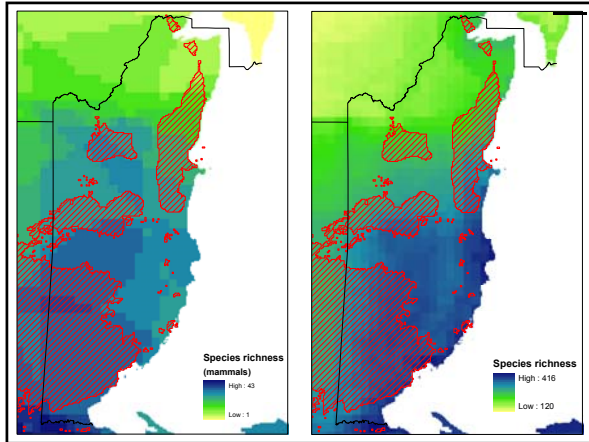 Species richness
(mammals)
High : 43
Low : 1
Species richness
High : 416
Low : 120